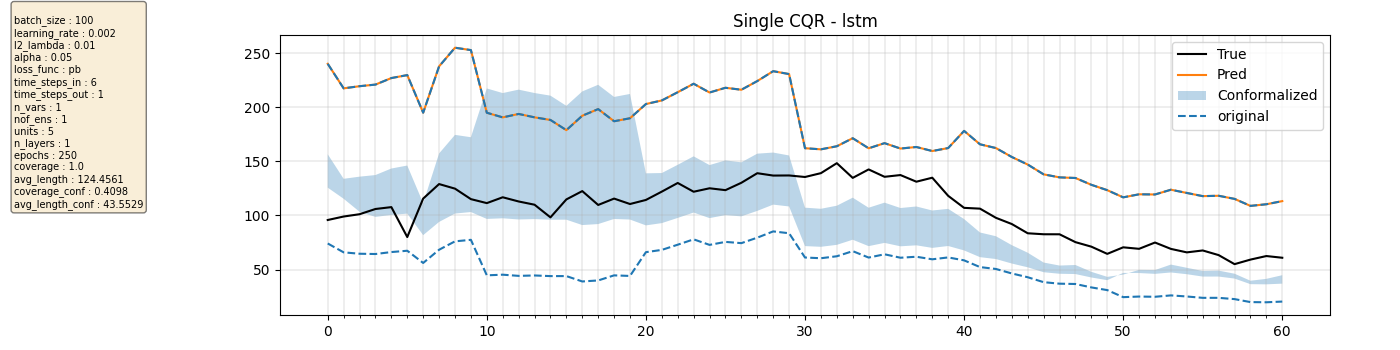 batch_size : 100
learning_rate : 0.002
l2_lambda : 0.01
alpha : 0.05
loss_func : pb
time_steps_in : 6
time_steps_out : 1
n_vars : 1
nof_ens : 1
units : 5
n_layers : 1
epochs : 250
coverage : 1.0
avg_length : 124.4561
coverage_conf : 0.4098
avg_length_conf : 43.5529
Single CQR - lstm
250
200
150
100
50
True
Pred
Conformalized
original
0 10 20 30 40 50 60